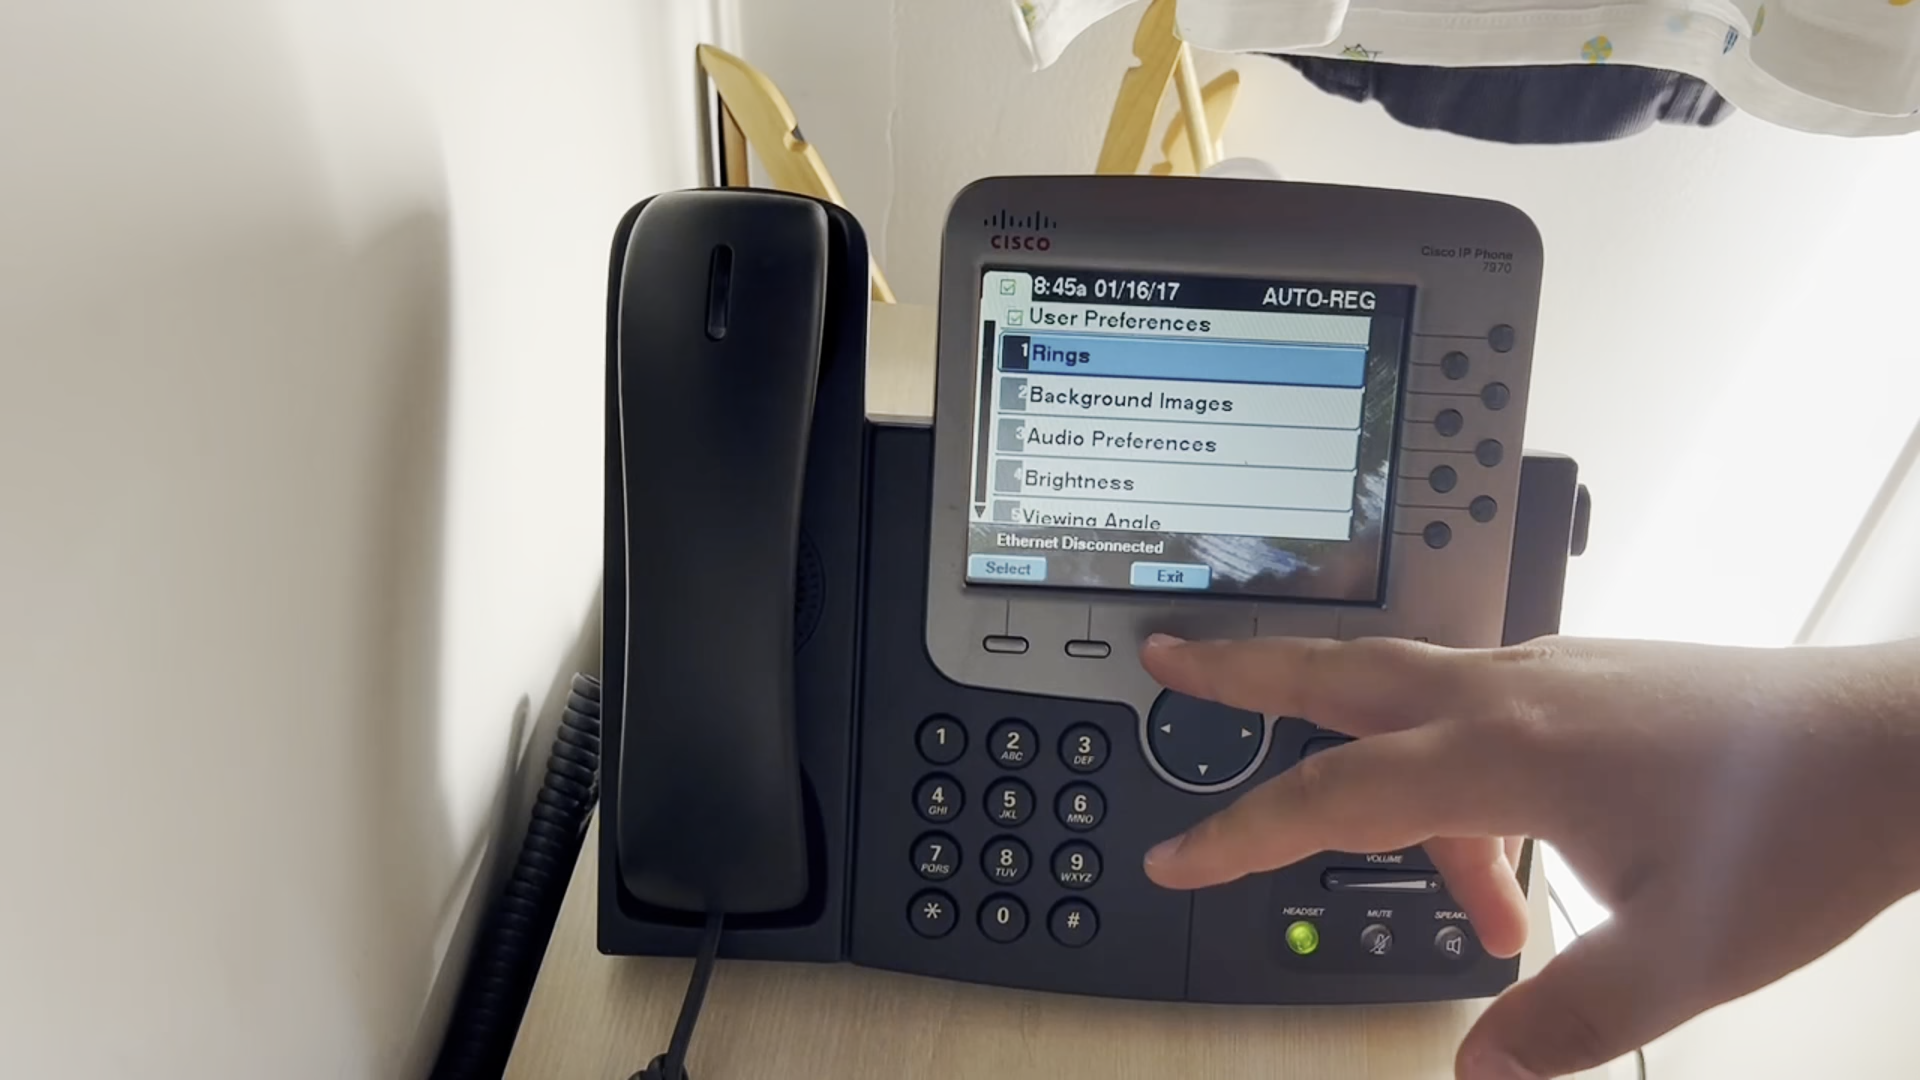 CISCO
Cisco IP Phone
7970
8:45a 01/16/17 AUTO-REG
User Preferences
1 Rings
2 Background Images
3 Audio Preferences
4 Brightness
5 Viewing Angle
Ethernet Disconnected
Select Exit
1 2 ABC 3 DEF
4 GHI 5 JKL 6 MNO
7 PQRS 8 TUV 9 WXYZ
* 0 #
VOLUME
- +
HEADSET MUTE